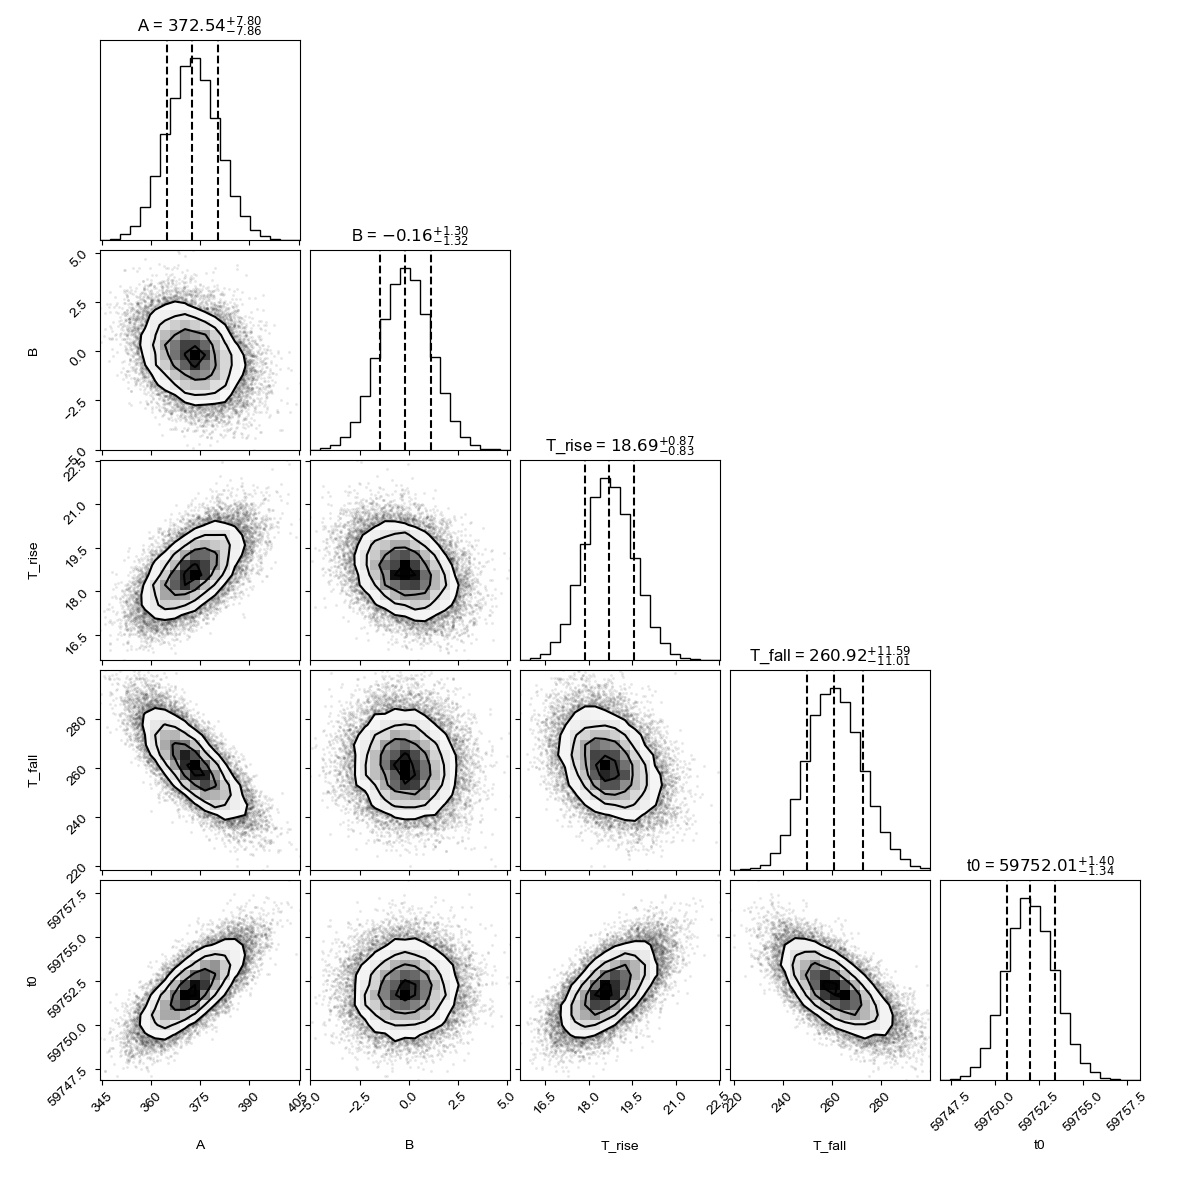 A = 372.54 +7.80 −7.86
B = −0.16 +1.30 −1.32
5.0
2.5
0.0
−2.5
−5.0
B
T_rise = 18.69 +0.87 −0.83
22.5
21.0
19.5
18.0
16.5
T_rise
T_fall = 260.92 +11.59 −11.01
280
260
240
220
T_fall
t0 = 59752.01 +1.40 −1.34
59757.5
59755.0
59752.5
59750.0
59747.5
t0
345 360 375 390 405
−5.0 −2.5 0.0 2.5 5.0
16.5 18.0 19.5 21.0 22.5
220 240 260 280
59747.5 59750.0 59752.5 59755.0 59757.5
A B T_rise T_fall t0